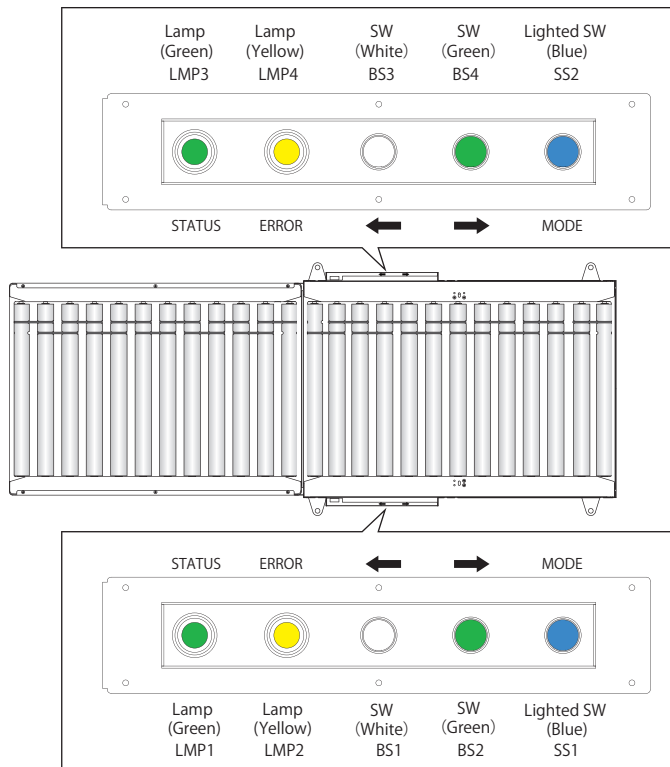 Lamp Lamp SW SW Lighted SW
(Green) (Yellow) (White) (Green) (Blue)
LMP3 LMP4 BS3 BS4 SS2
STATUS ERROR ← → MODE
STATUS ERROR ← → MODE
Lamp Lamp SW SW Lighted SW
(Green) (Yellow) (White) (Green) (Blue)
LMP1 LMP2 BS1 BS2 SS1